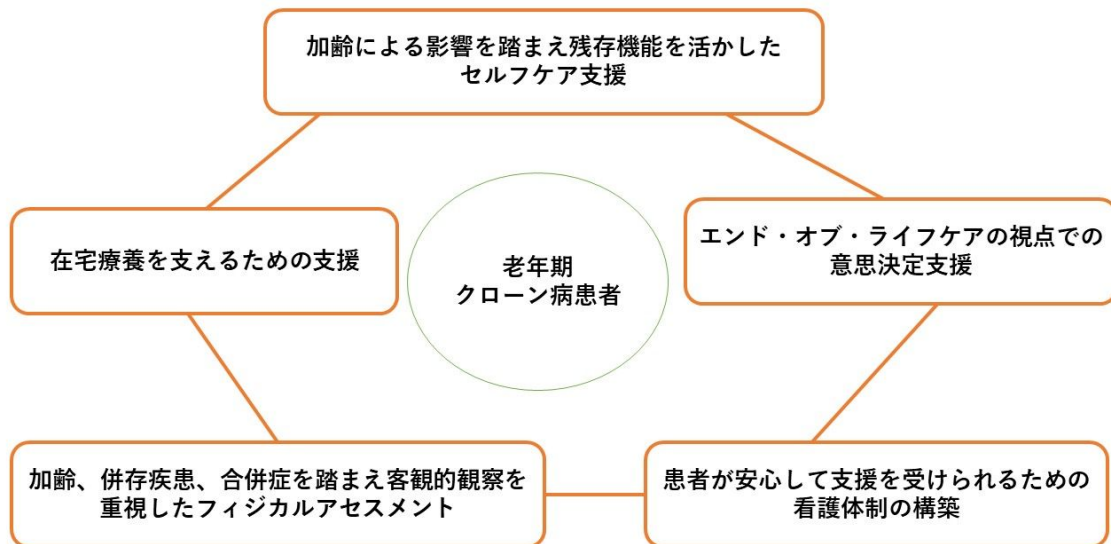 加齢による影響を踏まえ残存機能を活かした
セルフケア支援
在宅療養を支えるための支援
老年期
クローン病患者
エンド・オブ・ライフケアの視点での
意思決定支援
加齢、併存疾患、合併症を踏まえ客観的観察を
重視したフィジカルアセスメント
患者が安心して支援を受けられるための
看護体制の構築